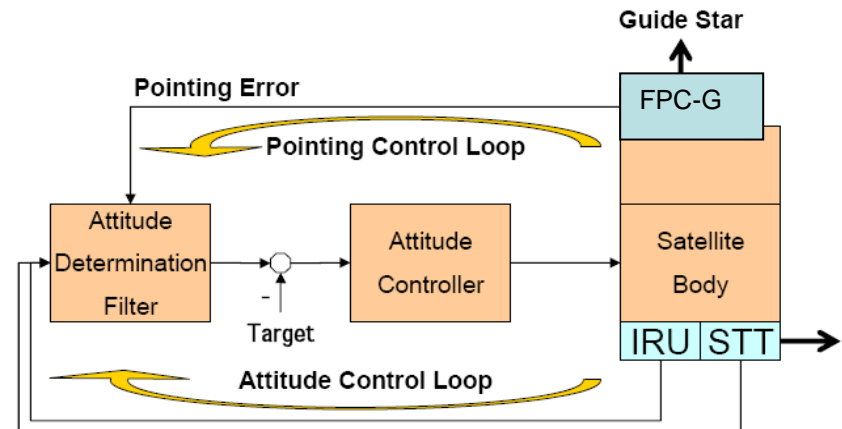 Guide Star
FPC-G
Pointing Error
Pointing Control Loop
Attitude
Determination
Filter
-
Target
Attitude
Controller
Satellite
Body
IRU
STT
Attitude Control Loop